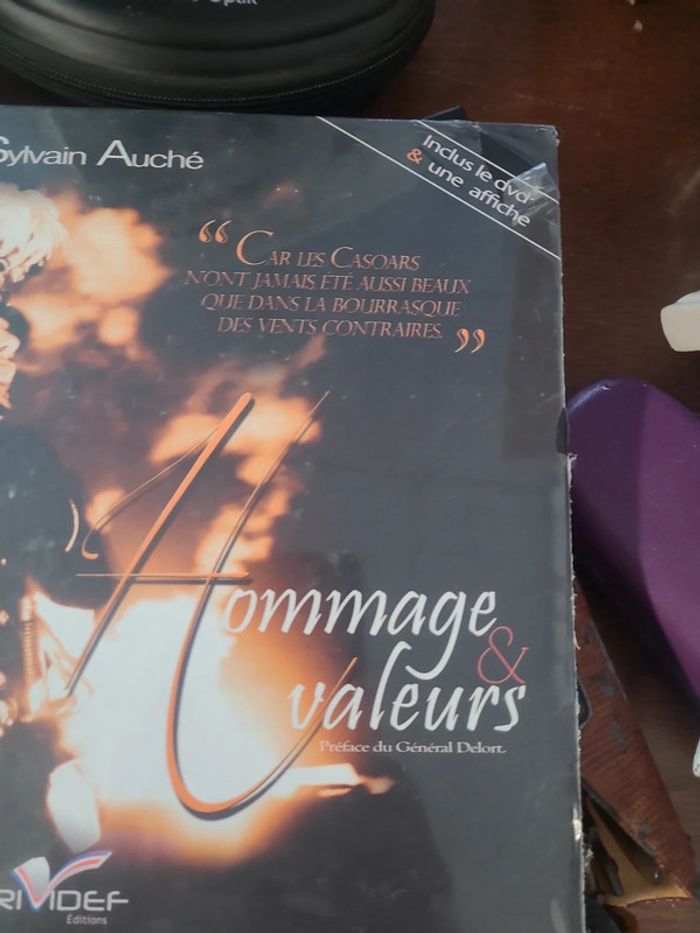 Sylvain Auché
Inclus le dvd
& une affiche
“ CAR LES CASOARS
N'ONT JAMAIS ÉTÉ AUSSI BEAUX
QUE DANS LA BOURRASQUE
DES VENTS CONTRAIRES. ”
Hommage
&
valeurs
Préface du Général Delort.
RIVIDEF
Éditions